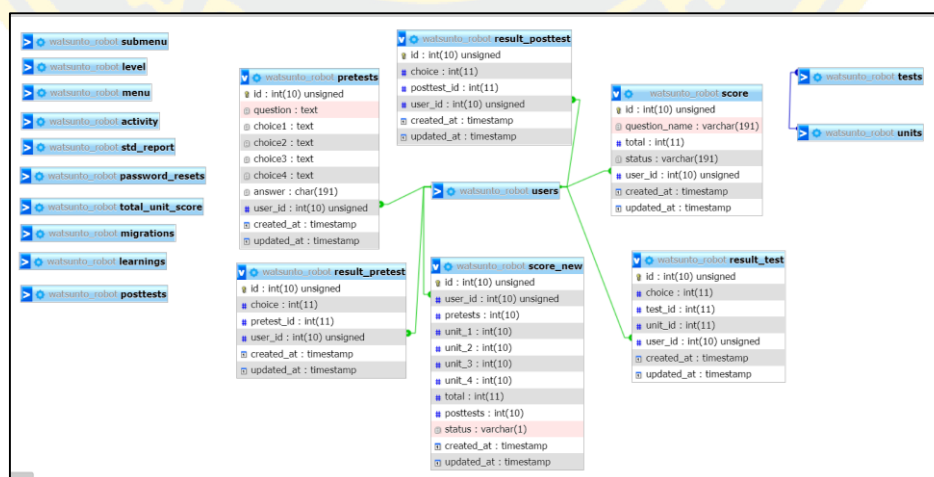 watsunto_robot submenu
watsunto_robot level
watsunto_robot menu
watsunto_robot activity
watsunto_robot std_report
watsunto_robot password_resets
watsunto_robot total_unit_score
watsunto_robot migrations
watsunto_robot learnings
watsunto_robot posttests
watsunto_robot pretests
id : int(10) unsigned
question : text
choice1 : text
choice2 : text
choice3 : text
choice4 : text
answer : char(191)
user_id : int(10) unsigned
created_at : timestamp
updated_at : timestamp
watsunto_robot result_pretest
id : int(10) unsigned
choice : int(11)
pretest_id : int(11)
user_id : int(10) unsigned
created_at : timestamp
updated_at : timestamp
watsunto_robot result_posttest
id : int(10) unsigned
choice : int(11)
posttest_id : int(11)
user_id : int(10) unsigned
created_at : timestamp
updated_at : timestamp
watsunto_robot users
watsunto_robot score_new
id : int(10) unsigned
user_id : int(10) unsigned
pretests : int(10)
unit_1 : int(10)
unit_2 : int(10)
unit_3 : int(10)
unit_4 : int(10)
total : int(11)
posttests : int(10)
status : varchar(1)
created_at : timestamp
updated_at : timestamp
watsunto_robot score
id : int(10) unsigned
question_name : varchar(191)
total : int(11)
status : varchar(191)
user_id : int(10) unsigned
created_at : timestamp
updated_at : timestamp
watsunto_robot result_test
id : int(10) unsigned
choice : int(11)
test_id : int(11)
unit_id : int(11)
user_id : int(10) unsigned
created_at : timestamp
updated_at : timestamp
watsunto_robot tests
watsunto_robot units